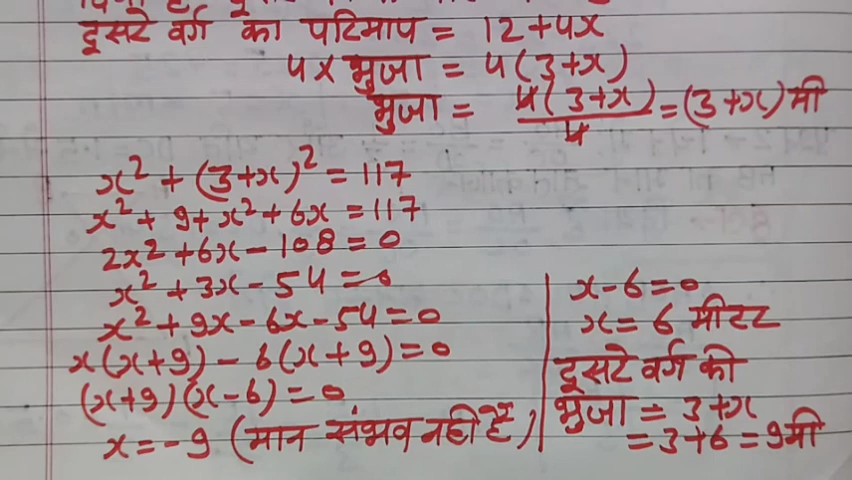 दूसरे वर्ग का परिमाप = 12 + 4x
4 × भुजा = 4 (3+x)
भुजा = 4(3+x)/4 = (3+x) मी
x² + (3+x)² = 117
x² + 9 + x² + 6x = 117
2x² + 6x - 108 = 0
x² + 3x - 54 = 0
x² + 9x - 6x - 54 = 0
x(x+9) - 6(x+9) = 0
(x+9) (x-6) = 0
x = -9 (मान संभव नही है)
x - 6 = 0
x = 6 मीटर
दूसरे वर्ग की
भुजा = 3+x
= 3+6 = 9मी